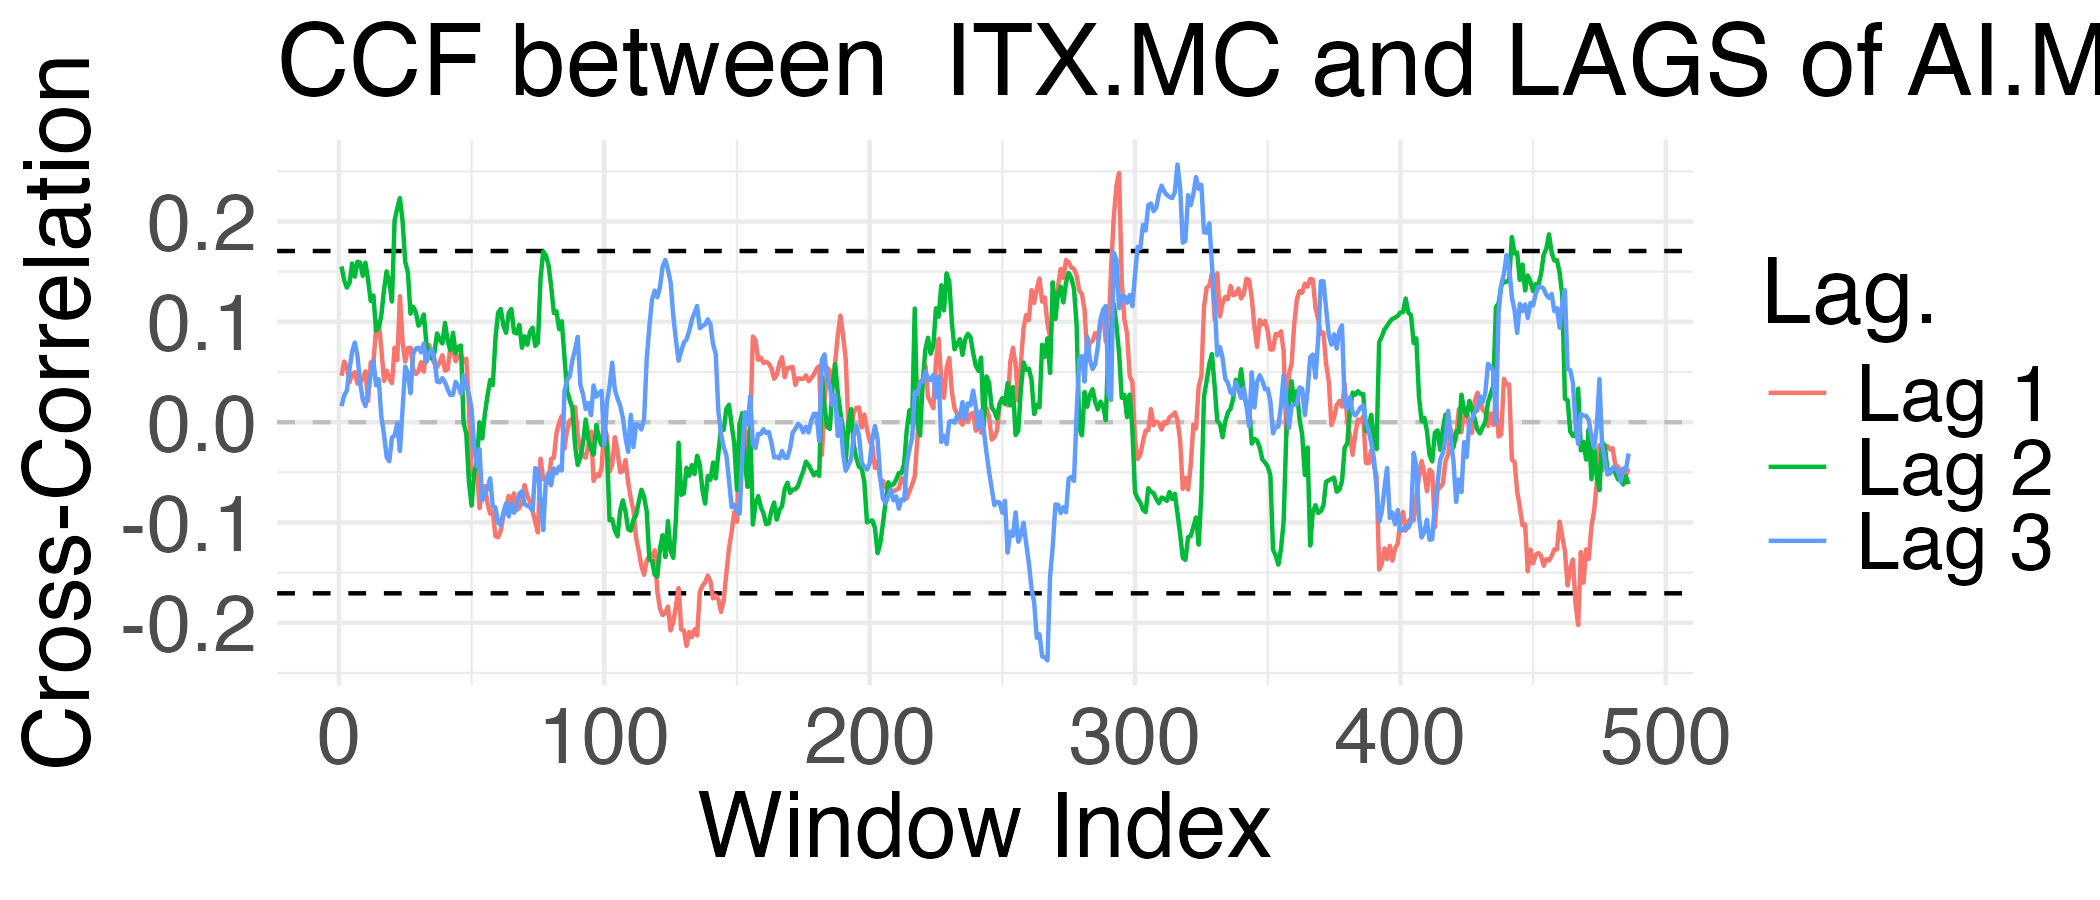 CCF between  ITX.MC and LAGS of AI.M
Cross-Correlation
0.2
0.1
0.0
-0.1
-0.2
0 100 200 300 400 500
Window Index
Lag.
Lag 1
Lag 2
Lag 3